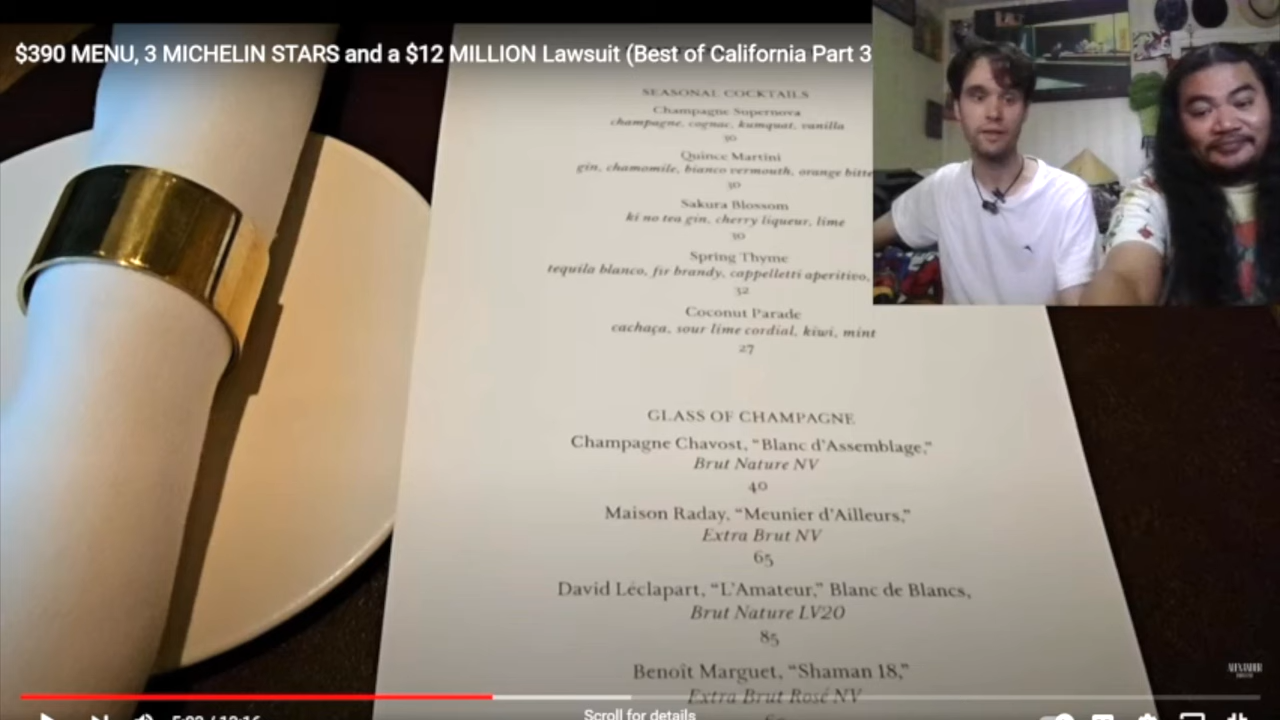 $390 MENU, 3 MICHELIN STARS and a $12 MILLION Lawsuit (Best of California Part 3
SEASONAL COCKTAILS
Champagne Supernova
champagne, cognac, kumquat, vanilla
30
Quince Martini
gin, chamomile, bianco vermouth, orange bitte
30
Sakura Blossom
ki no tea gin, cherry liqueur, lime
30
Spring Thyme
tequila blanco, fir brandy, cappelletti aperitivo,
32
Coconut Parade
cachaça, sour lime cordial, kiwi, mint
27
GLASS OF CHAMPAGNE
Champagne Chavost, “Blanc d’Assemblage,”
Brut Nature NV
40
Maison Raday, “Meunier d’Ailleurs,”
Extra Brut NV
65
David Léclapart, “L’Amateur,” Blanc de Blancs,
Brut Nature LV20
85
Benoît Marguet, “Shaman 18,”
Extra Brut Rosé NV
ALEXANDER
Scroll for details